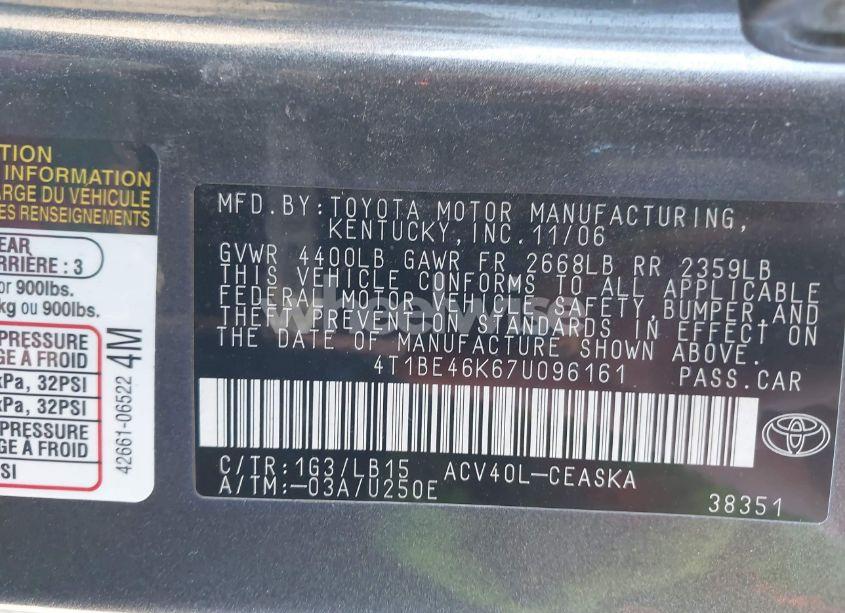 TION
INFORMATION
ARGE DU VÉHICULE
ES RENSEIGNEMENTS
EAR
RRIÈRE : 3
or 900lbs.
kg ou 900lbs.
PRESSURE
GE À FROID
kPa, 32PSI
kPa, 32PSI
PRESSURE
GE À FROID
SI
42661-06522 4M
MFD.BY:TOYOTA MOTOR MANUFACTURING,
KENTUCKY,INC.11/06
GVWR 4400LB GAWR FR 2668LB RR 2359LB
THIS VEHICLE CONFORMS TO ALL APPLICABLE
FEDERAL MOTOR VEHICLE SAFETY,BUMPER,AND
THEFT PREVENTION STANDARDS IN EFFECT ON
THE DATE OF MANUFACTURE SHOWN ABOVE.
4T1BE46K67U096161 PASS.CAR
C/TR:1G3/LB15 ACV40L-CEASKA
A/TM:-03A/U250E
38351
wheelwise